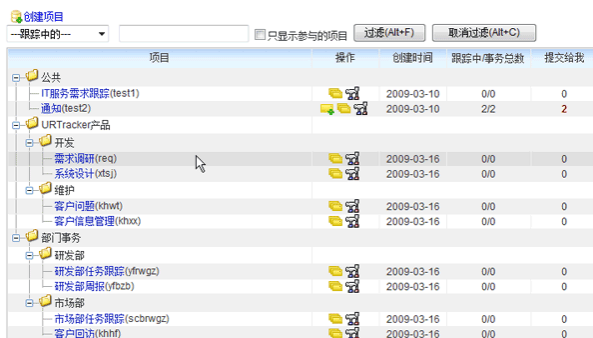 创建项目
---跟踪中的--- 只显示参与的项目 过滤(Alt+F) 取消过滤(Alt+C)
项目 操作 创建时间 跟踪中/事务总数 提交给我
公共
IT服务需求跟踪(test1) 2009-03-10 0/0 0
通知(test2) 2009-03-10 2/2 2
URTracker产品
开发
需求调研(req) 2009-03-16 0/0 0
系统设计(xtsj) 2009-03-16 0/0 0
维护
客户问题(khwt) 2009-03-16 0/0 0
客户信息管理(khxx) 2009-03-16 0/0 0
部门事务
研发部
研发部任务跟踪(yfrwgz) 2009-03-16 0/0 0
研发部周报(yfbzb) 2009-03-16 0/0 0
市场部
市场部任务跟踪(scbrwgz) 2009-03-16 0/0 0
客户回访(khhf) 2009-03-16 0/0 0